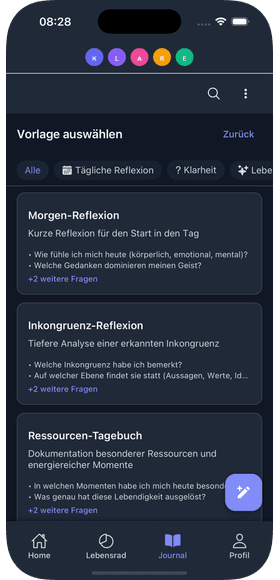 08:28
K L A R E
Vorlage auswählen
Zurück
Alle
Tägliche Reflexion
? Klarheit
Lebe
Morgen-Reflexion
Kurze Reflexion für den Start in den Tag
• Wie fühle ich mich heute (körperlich, emotional, mental)?
• Welche Gedanken dominieren meinen Geist?
+2 weitere Fragen
Inkongruenz-Reflexion
Tiefere Analyse einer erkannten Inkongruenz
• Welche Inkongruenz habe ich bemerkt?
• Auf welcher Ebene findet sie statt (Aussagen, Werte, Id...
+2 weitere Fragen
Ressourcen-Tagebuch
Dokumentation besonderer Ressourcen und
energiereicher Momente
• In welchen Momenten habe ich mich heute besond
• Was genau hat diese Lebendigkeit ausgelöst?
+2 weitere Fragen
Home
Lebensrad
Journal
Profil